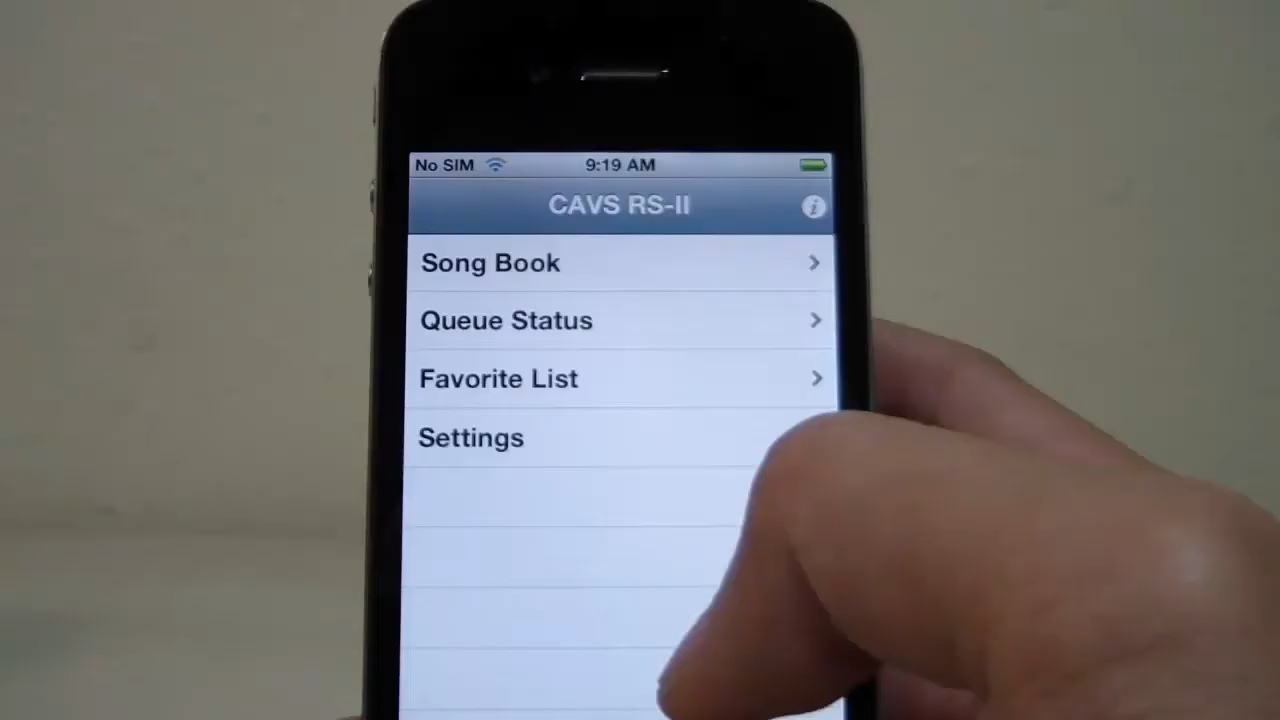 No SIM 9:19 AM
CAVS RS-II
Song Book
Queue Status
Favorite List
Settings